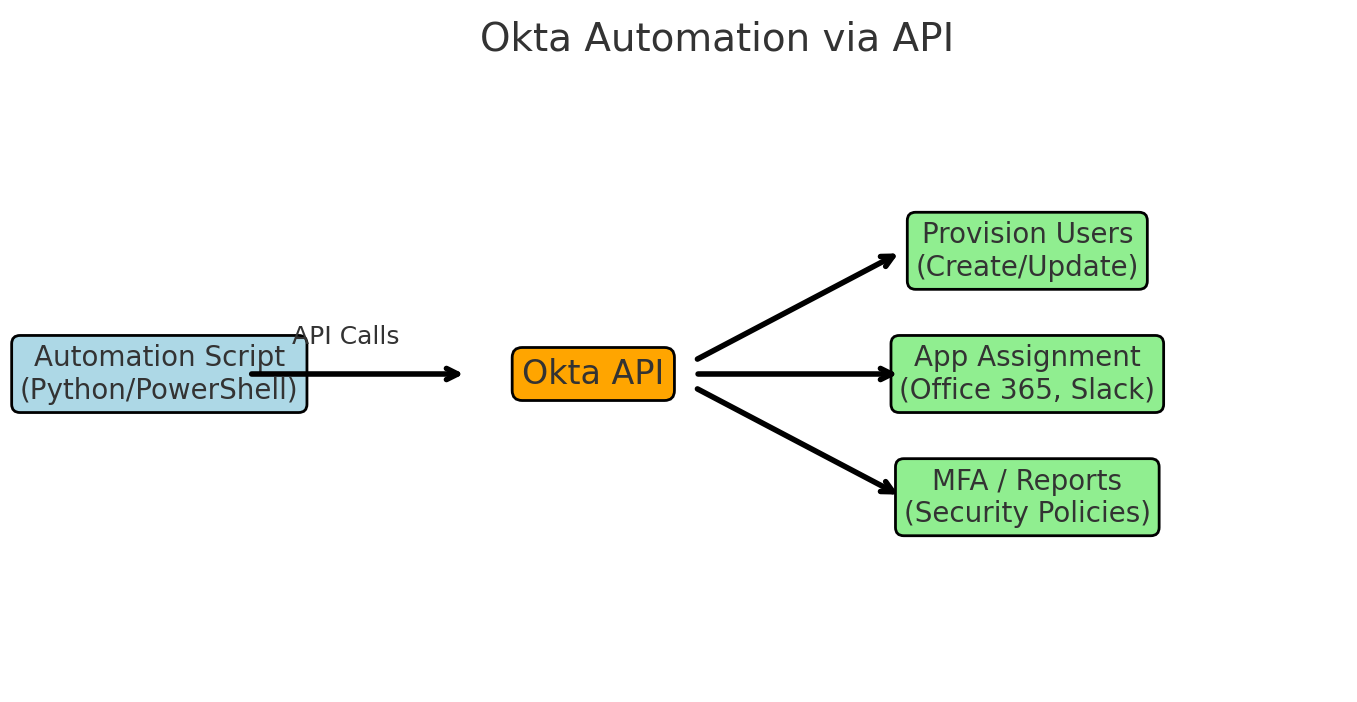 Okta Automation via API
Provision Users
(Create/Update)
API Calls
Automation Script
(Python/PowerShell)
Okta API
App Assignment
(Office 365, Slack)
MFA / Reports
(Security Policies)